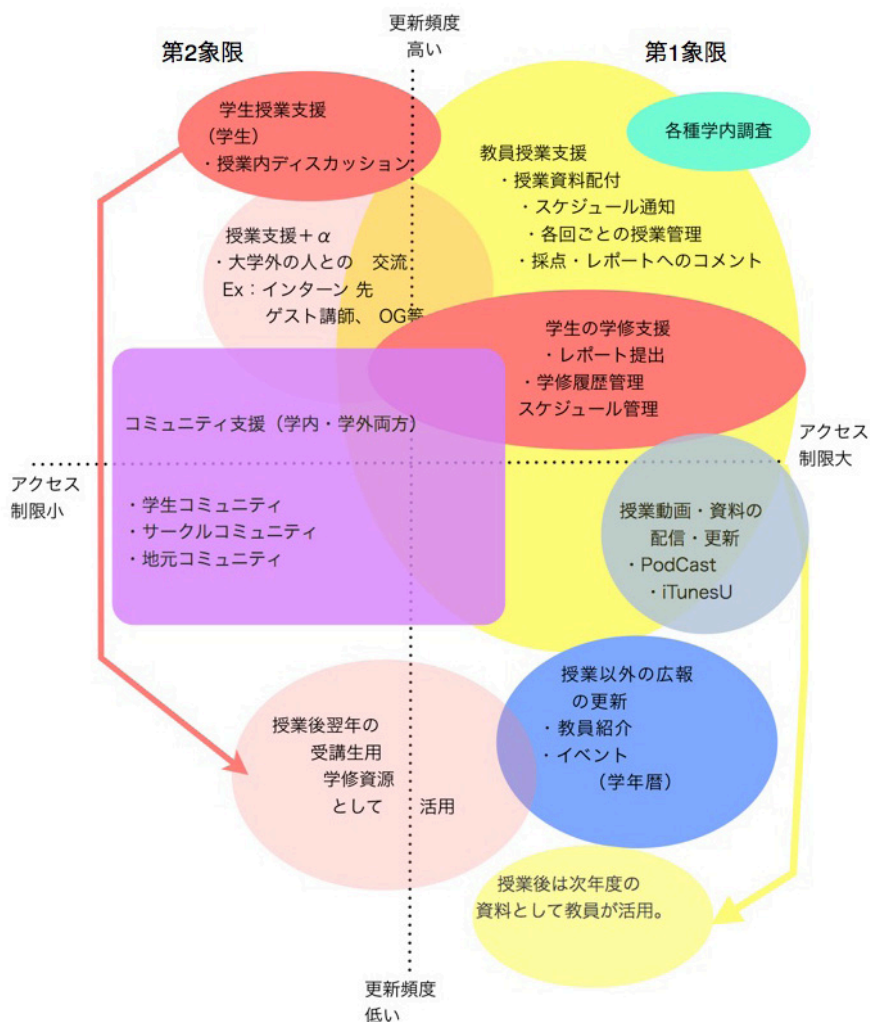 第2象限
更新頻度
高い
第1象限
学生授業支援
(学生)
・授業内ディスカッション
各種学内調査
教員授業支援
・授業資料配付
・スケジュール通知
・各回ごとの授業管理
・採点・レポートへのコメント
授業支援+α
・大学外の人との 交流
Ex:インターン 先
ゲスト講師、 OG等
学生の学修支援
・レポート提出
・学修履歴管理
スケジュール管理
コミュニティ支援(学内・学外両方)
アクセス
制限大
アクセス
制限小
・学生コミュニティ
・サークルコミュニティ
・地元コミュニティ
授業動画・資料の
配信・更新
・PodCast
・iTunesU
授業以外の広報
の更新
・教員紹介
・イベント
(学年暦)
授業後翌年の
受講生用
学修資源
として 活用
授業後は次年度の
資料として教員が活用。
更新頻度
低い